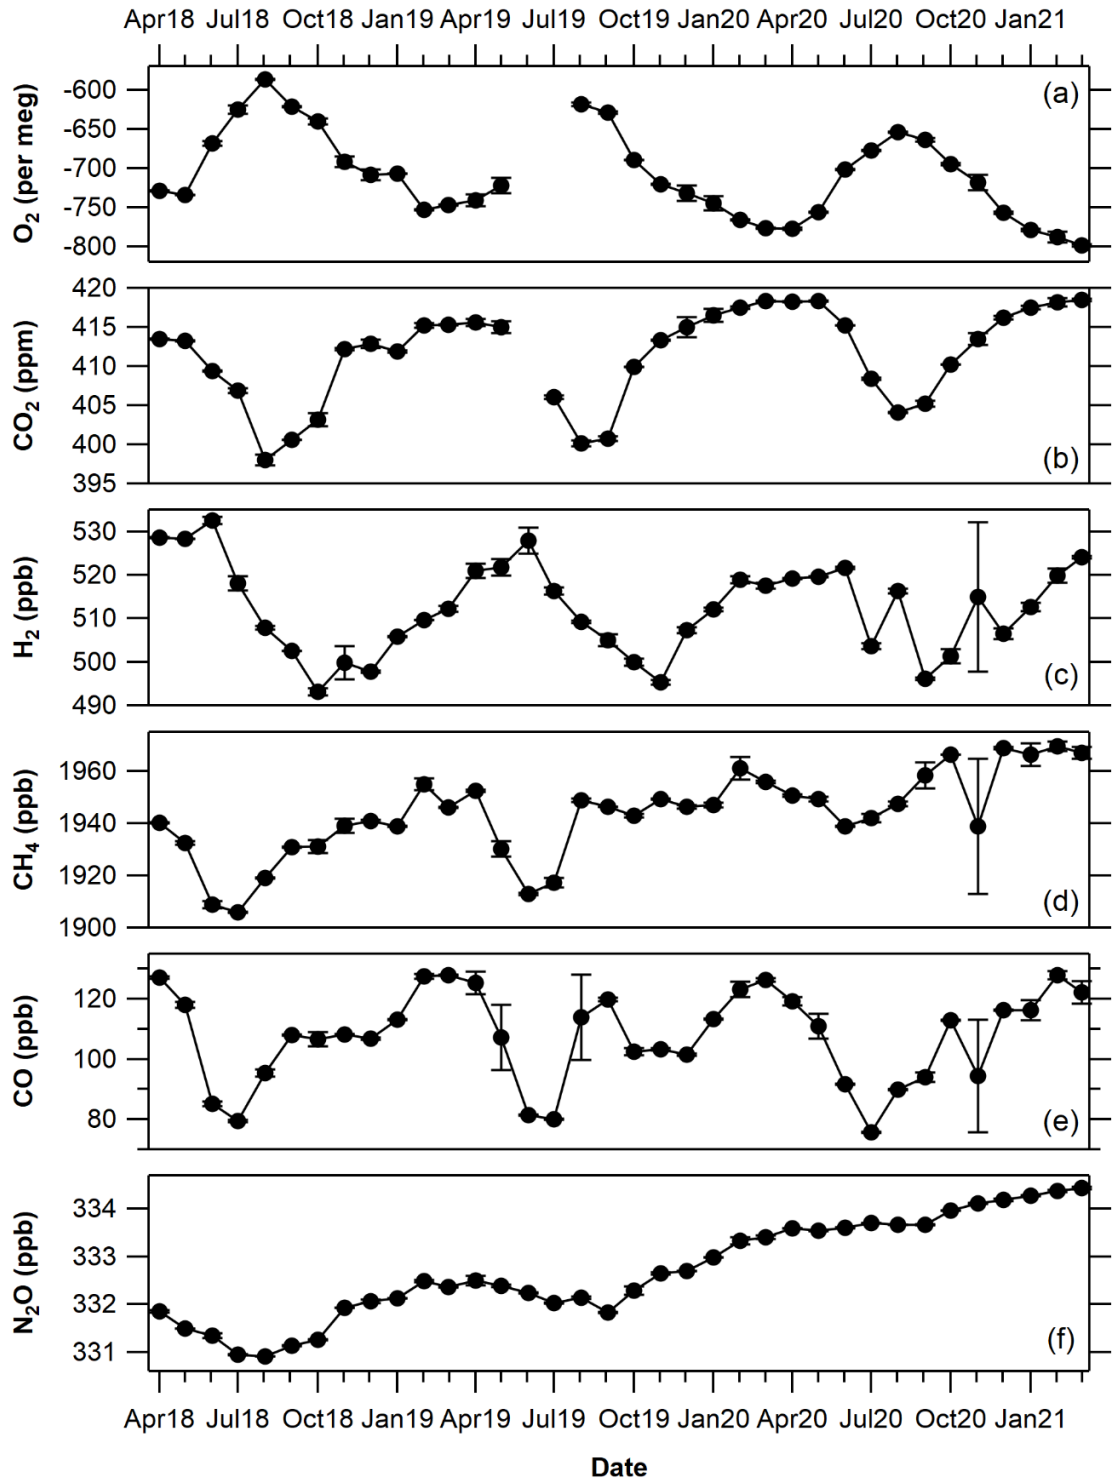 Apr18 Jul18 Oct18 Jan19 Apr19 Jul19 Oct19 Jan20 Apr20 Jul20 Oct20 Jan21
(a)
O₂ (per meg)
-600
-650
-700
-750
-800
(b)
CO₂ (ppm)
420
415
410
405
400
395
(c)
H₂ (ppb)
530
520
510
500
490
(d)
CH₄ (ppb)
1960
1940
1920
1900
(e)
CO (ppb)
120
100
80
(f)
N₂O (ppb)
334
333
332
331
Apr18 Jul18 Oct18 Jan19 Apr19 Jul19 Oct19 Jan20 Apr20 Jul20 Oct20 Jan21
Date